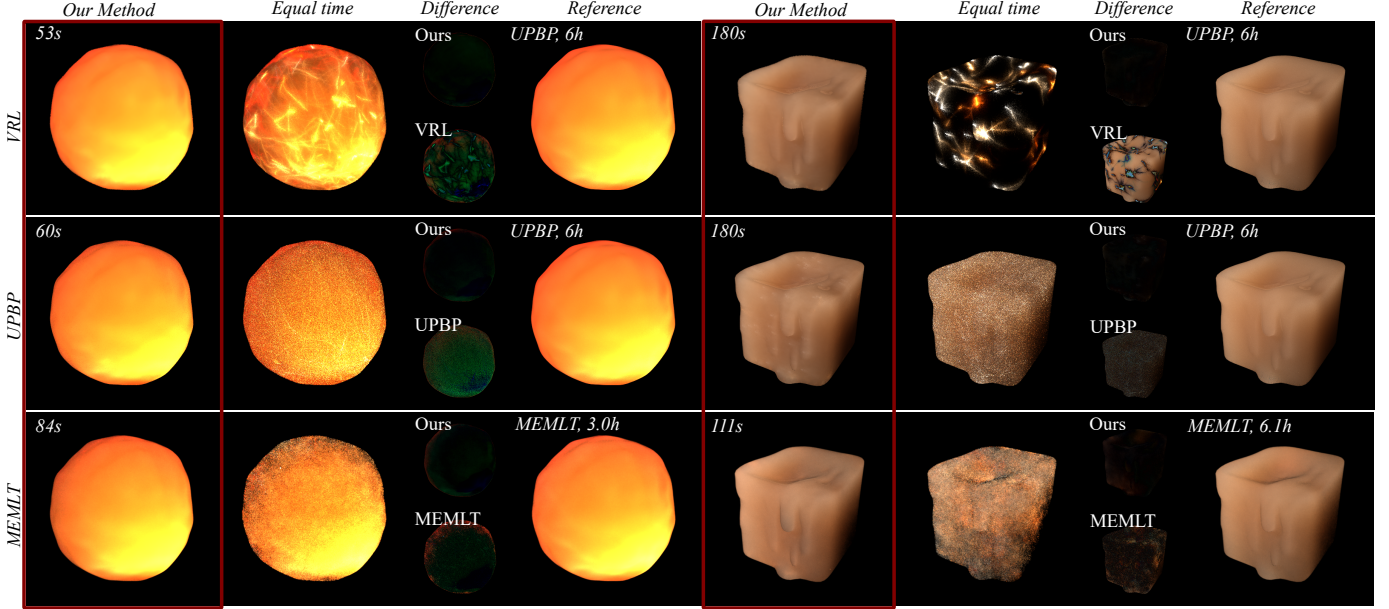 Our Method Equal time Difference Reference Our Method Equal time Difference Reference
VRL
53s
Ours
VRL
UPBP, 6h
180s
Ours
VRL
UPBP, 6h
UPBP
60s
Ours
UPBP
UPBP, 6h
180s
Ours
UPBP
UPBP, 6h
MEMLT
84s
Ours
MEMLT
MEMLT, 3.0h
111s
Ours
MEMLT
MEMLT, 6.1h